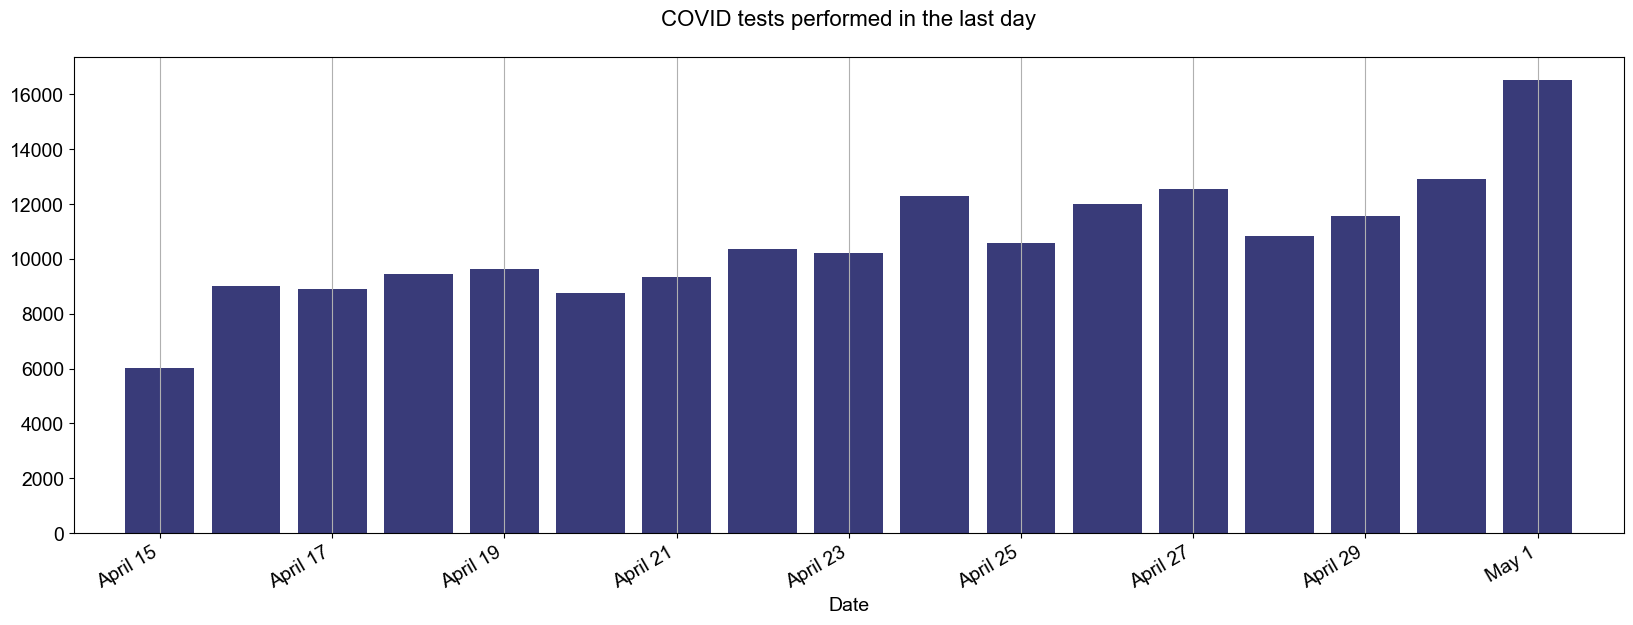 COVID tests performed in the last day
16000
14000
12000
10000
8000
6000
4000
2000
0
April 15
April 17
April 19
April 21
April 23
April 25
April 27
April 29
May 1
Date